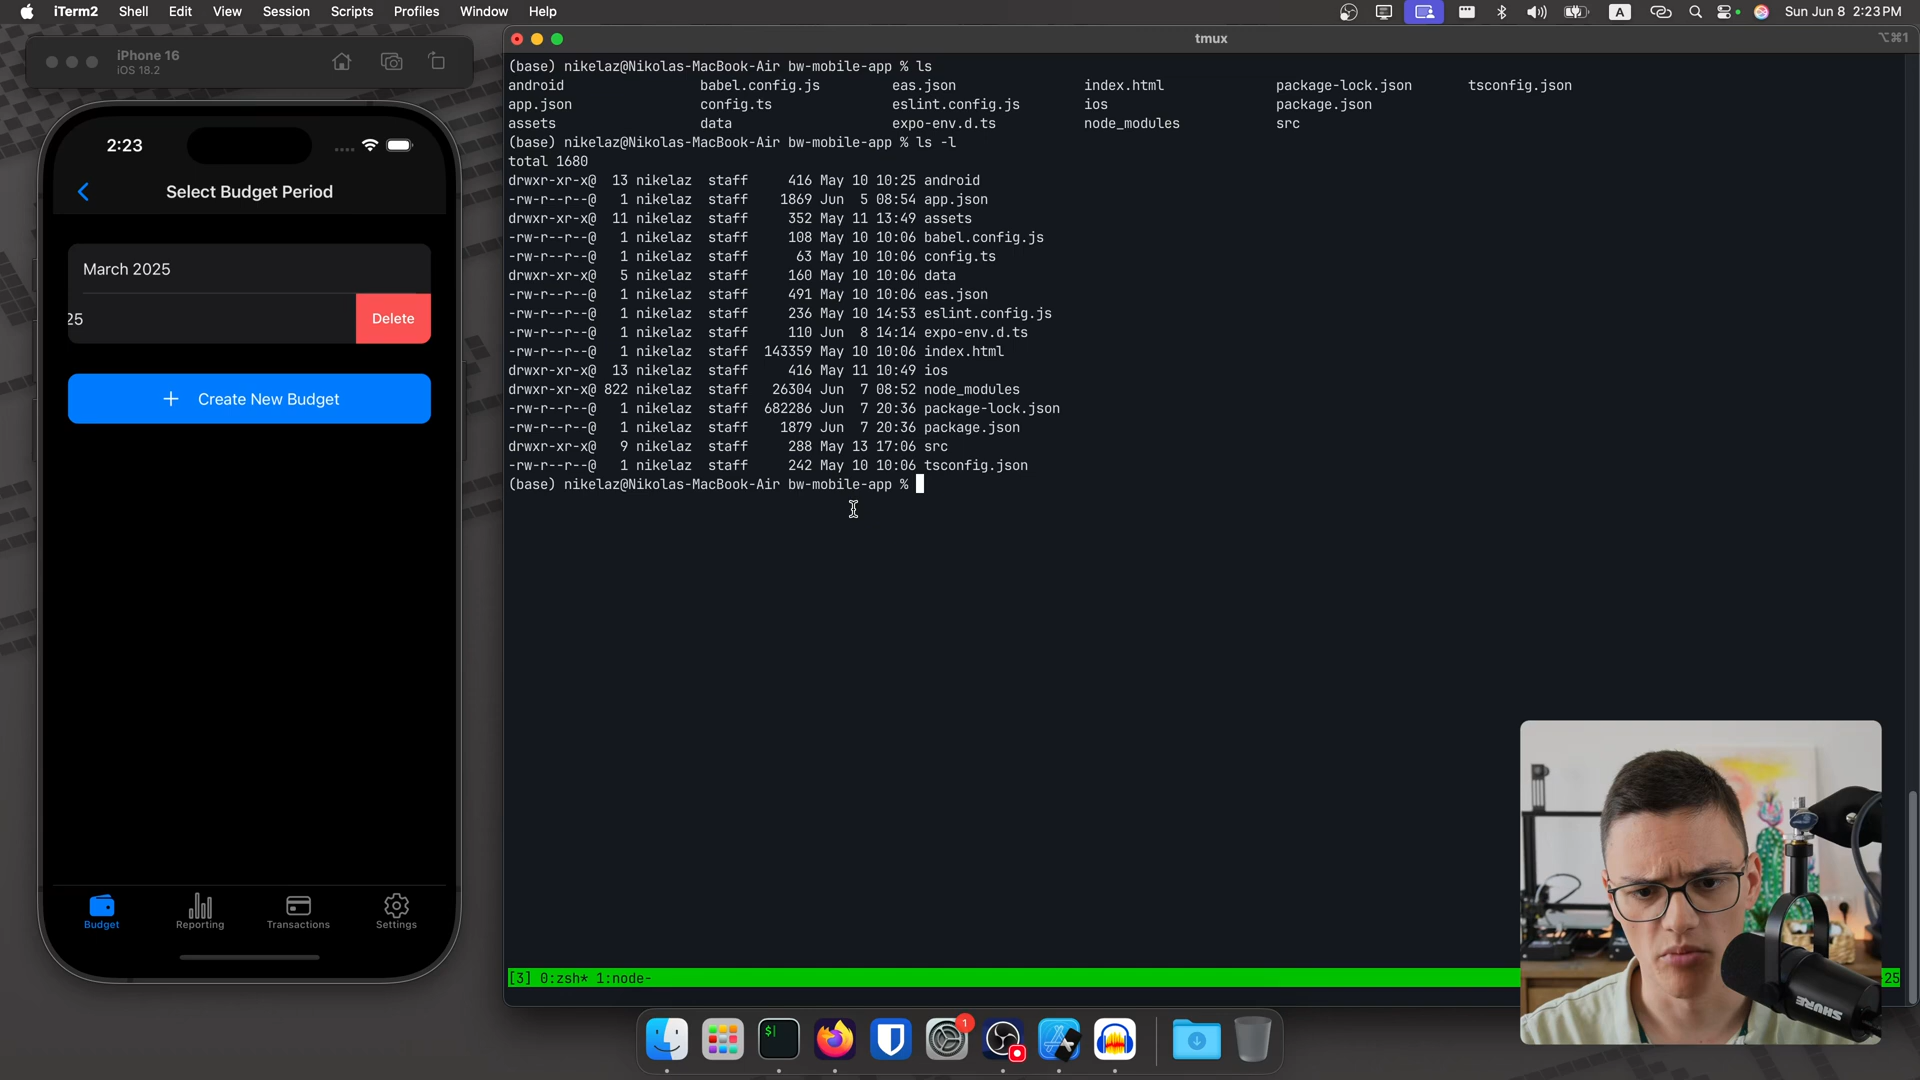 iTerm2 Shell Edit View Session Scripts Profiles Window Help
A
Sun Jun 8 2:23 PM
iPhone 16
iOS 18.2
2:23
Select Budget Period
March 2025
25
Delete
Create New Budget
Budget Reporting Transactions Settings
tmux
⌥⌘1
(base) nikelaz@Nikolas-MacBook-Air bw-mobile-app % ls
android babel.config.js eas.json index.html package-lock.json tsconfig.json
app.json config.ts eslint.config.js ios package.json
assets data expo-env.d.ts node_modules src
(base) nikelaz@Nikolas-MacBook-Air bw-mobile-app % ls -l
total 1680
drwxr-xr-x@ 13 nikelaz staff 416 May 10 10:25 android
-rw-r--r--@ 1 nikelaz staff 1869 Jun 5 08:54 app.json
drwxr-xr-x@ 11 nikelaz staff 352 May 11 13:49 assets
-rw-r--r--@ 1 nikelaz staff 108 May 10 10:06 babel.config.js
-rw-r--r--@ 1 nikelaz staff 63 May 10 10:06 config.ts
drwxr-xr-x@ 5 nikelaz staff 160 May 10 10:06 data
-rw-r--r--@ 1 nikelaz staff 491 May 10 10:06 eas.json
-rw-r--r--@ 1 nikelaz staff 236 May 10 14:53 eslint.config.js
-rw-r--r--@ 1 nikelaz staff 110 Jun 8 14:14 expo-env.d.ts
-rw-r--r--@ 1 nikelaz staff 143359 May 10 10:06 index.html
drwxr-xr-x@ 13 nikelaz staff 416 May 11 10:49 ios
drwxr-xr-x@ 822 nikelaz staff 26304 Jun 7 08:52 node_modules
-rw-r--r--@ 1 nikelaz staff 682286 Jun 7 20:36 package-lock.json
-rw-r--r--@ 1 nikelaz staff 1879 Jun 7 20:36 package.json
drwxr-xr-x@ 9 nikelaz staff 288 May 13 17:06 src
-rw-r--r--@ 1 nikelaz staff 242 May 10 10:06 tsconfig.json
(base) nikelaz@Nikolas-MacBook-Air bw-mobile-app %
[3] 0:zsh* 1:node-
25
SHURE
$
1